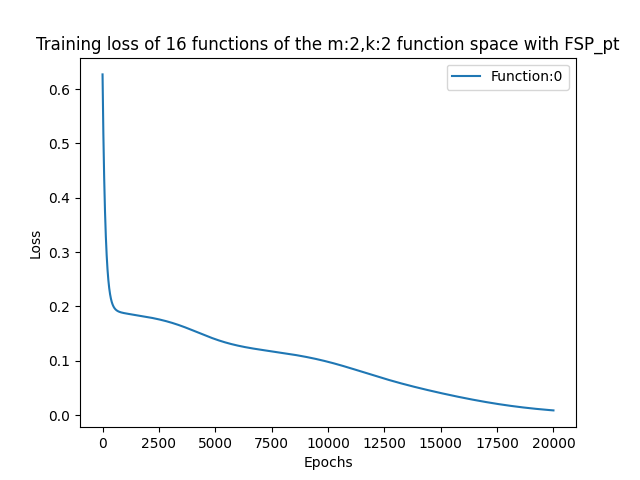 Training loss of 16 functions of the m:2,k:2 function space with FSP_pt
Function:0
Loss
0.6
0.5
0.4
0.3
0.2
0.1
0.0
0 2500 5000 7500 10000 12500 15000 17500 20000
Epochs